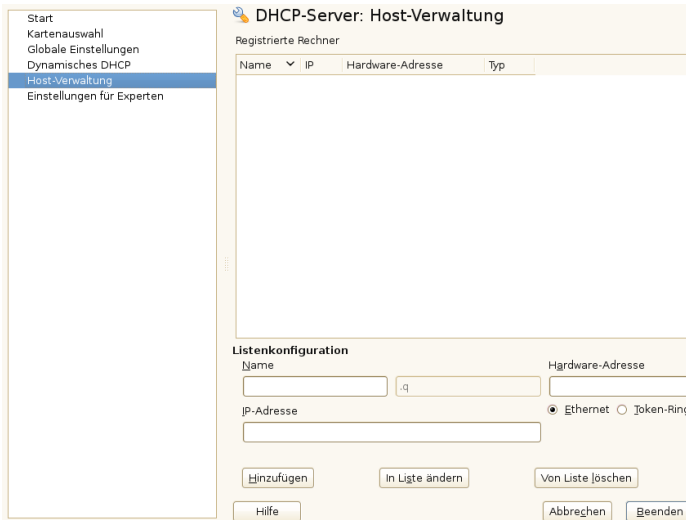 Start
Kartenauswahl
Globale Einstellungen
Dynamisches DHCP
Host-Verwaltung
Einstellungen für Experten
DHCP-Server: Host-Verwaltung
Registrierte Rechner
Name IP Hardware-Adresse Typ
Listenkonfiguration
Name Hardware-Adresse
.q
IP-Adresse Ethernet Token-Ring
Hinzufügen In Liste ändern Von Liste löschen
Hilfe Abbrechen Beenden